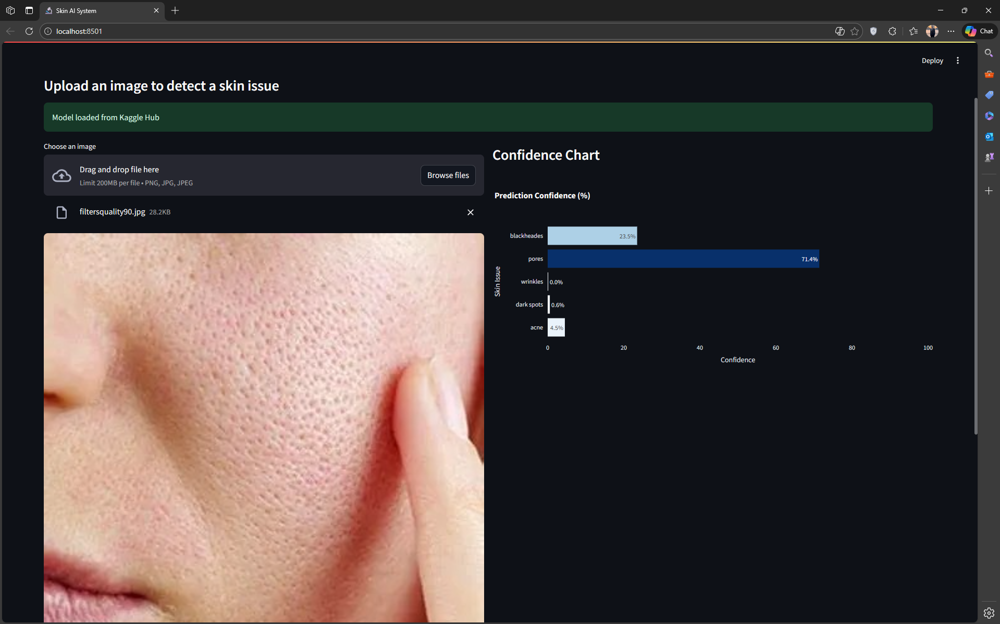 Skin AI System
localhost:8501
Chat
Deploy
Upload an image to detect a skin issue
Model loaded from Kaggle Hub
Choose an image
Drag and drop file here
Limit 200MB per file • PNG, JPG, JPEG
Browse files
filtersquality90.jpg 28.2KB
Confidence Chart
Prediction Confidence (%)
Skin Issue
blackheades 23.5%
pores 71.4%
wrinkles 0.0%
dark spots 0.6%
acne 4.5%
0 20 40 60 80 100
Confidence